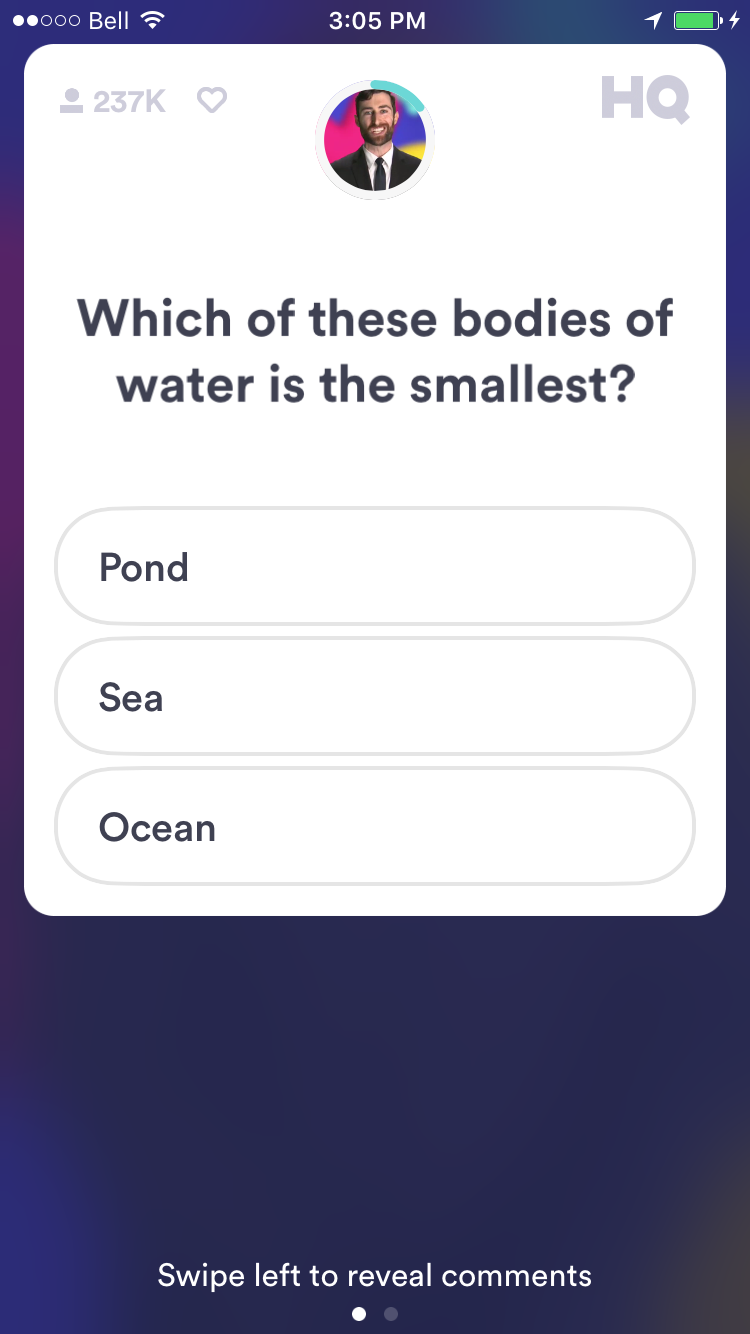 Bell 3:05 PM
237K HQ
Which of these bodies of
water is the smallest?
Pond
Sea
Ocean
Swipe left to reveal comments